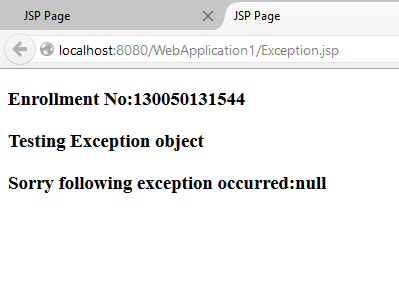 JSP Page
JSP Page
localhost:8080/WebApplication1/Exception.jsp
Enrollment No:130050131544
Testing Exception object
Sorry following exception occurred:null